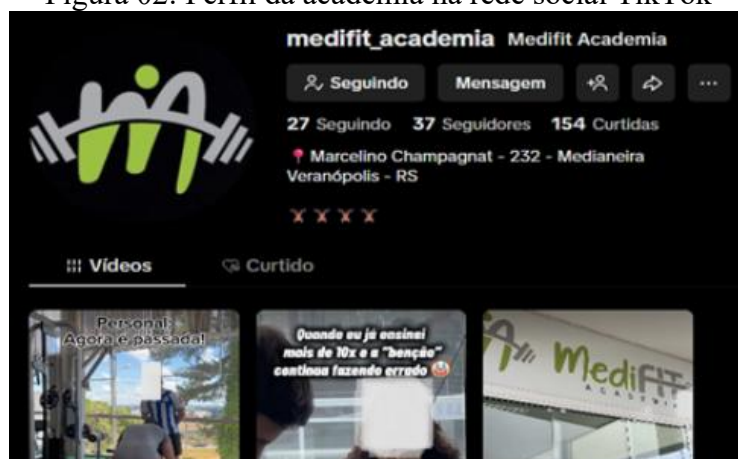 Figura 02: Perfil da academia na rede social TikTok
medifit_academia Medifit Academia
Seguindo Mensagem ...
27 Seguindo 37 Seguidores 154 Curtidas
Marcelino Champagnat - 232 - Medianeira
Veranópolis - RS
Vídeos Curtido
Personal:
Agora é passada!
Quando eu já ensinei
mais de 10x e a "benção"
continua fazendo errado
MediFIT
ACADEMIA